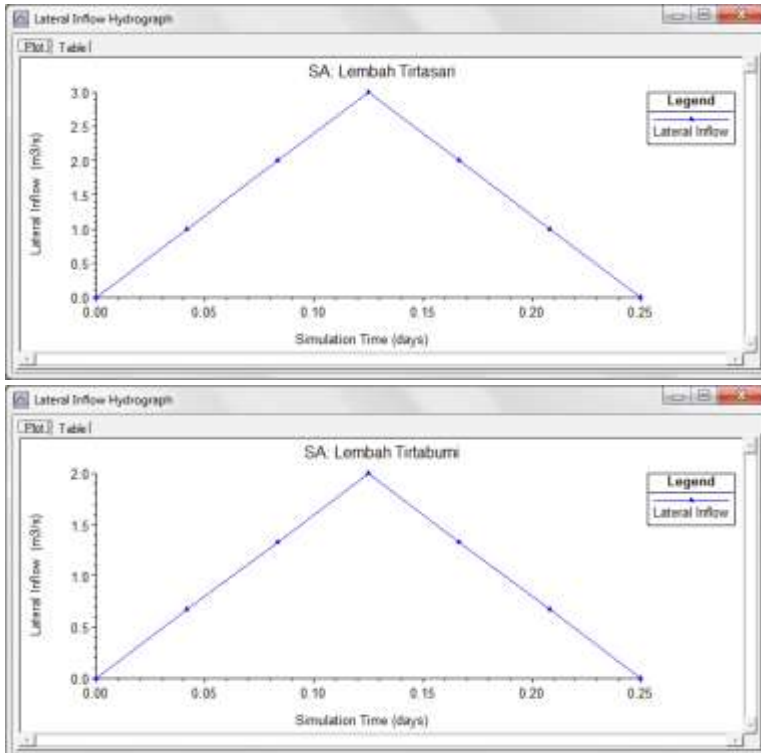 Lateral Inflow Hydrograph
Plot Table
SA: Lembah Tirtasari
3.0
2.5
2.0
1.5
1.0
0.5
0.0
Lateral Inflow (m3/s)
0.00 0.05 0.10 0.15 0.20 0.25
Simulation Time (days)
Legend
Lateral Inflow
Lateral Inflow Hydrograph
Plot Table
SA: Lembah Tirtabumi
2.0
1.5
1.0
0.5
0.0
Lateral Inflow (m3/s)
0.00 0.05 0.10 0.15 0.20 0.25
Simulation Time (days)
Legend
Lateral Inflow